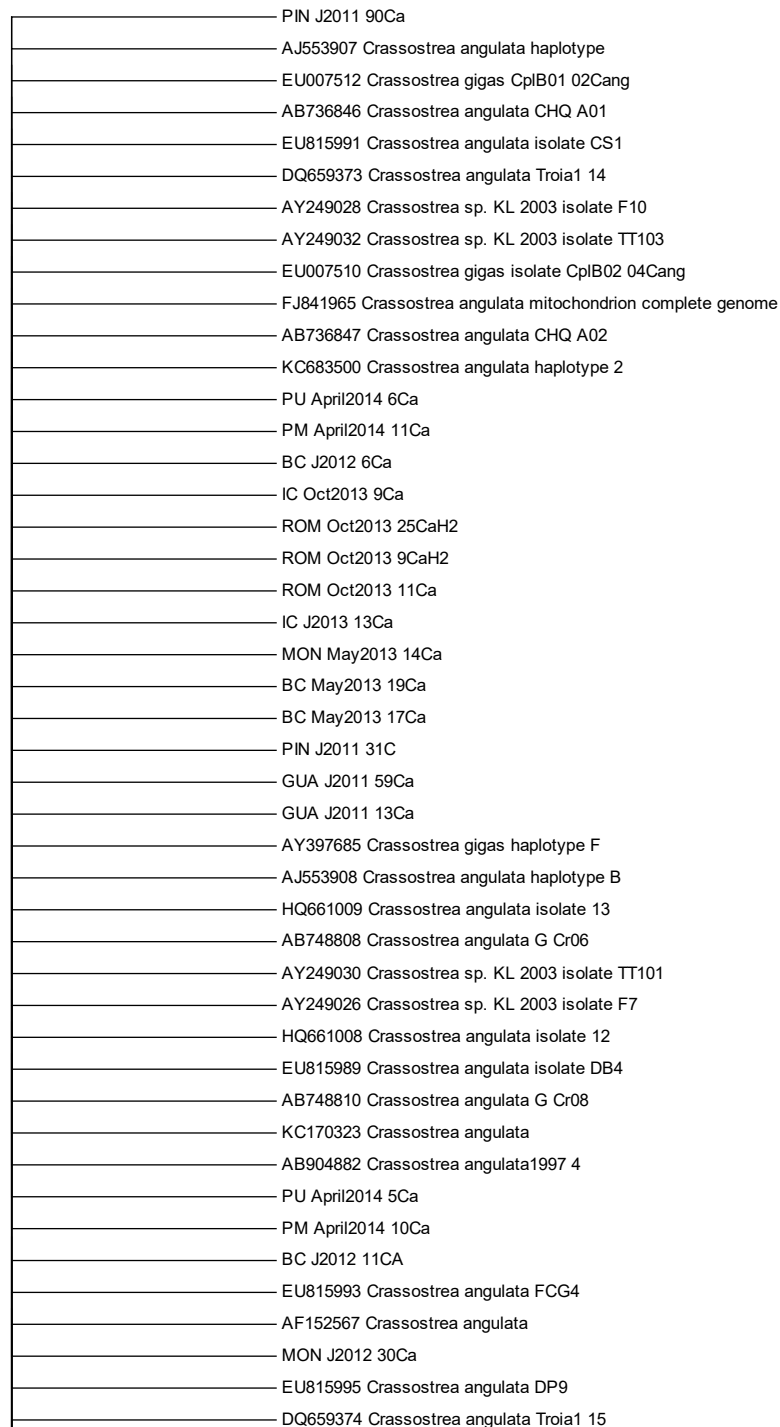 PIN J2011 90Ca
AJ553907 Crassostrea angulata haplotype
EU007512 Crassostrea gigas CplB01 02Cang
AB736846 Crassostrea angulata CHQ A01
EU815991 Crassostrea angulata isolate CS1
DQ659373 Crassostrea angulata Troia1 14
AY249028 Crassostrea sp. KL 2003 isolate F10
AY249032 Crassostrea sp. KL 2003 isolate TT103
EU007510 Crassostrea gigas isolate CplB02 04Cang
FJ841965 Crassostrea angulata mitochondrion complete genome
AB736847 Crassostrea angulata CHQ A02
KC683500 Crassostrea angulata haplotype 2
PU April2014 6Ca
PM April2014 11Ca
BC J2012 6Ca
IC Oct2013 9Ca
ROM Oct2013 25CaH2
ROM Oct2013 9CaH2
ROM Oct2013 11Ca
IC J2013 13Ca
MON May2013 14Ca
BC May2013 19Ca
BC May2013 17Ca
PIN J2011 31C
GUA J2011 59Ca
GUA J2011 13Ca
AY397685 Crassostrea gigas haplotype F
AJ553908 Crassostrea angulata haplotype B
HQ661009 Crassostrea angulata isolate 13
AB748808 Crassostrea angulata G Cr06
AY249030 Crassostrea sp. KL 2003 isolate TT101
AY249026 Crassostrea sp. KL 2003 isolate F7
HQ661008 Crassostrea angulata isolate 12
EU815989 Crassostrea angulata isolate DB4
AB748810 Crassostrea angulata G Cr08
KC170323 Crassostrea angulata
AB904882 Crassostrea angulata1997 4
PU April2014 5Ca
PM April2014 10Ca
BC J2012 11CA
EU815993 Crassostrea angulata FCG4
AF152567 Crassostrea angulata
MON J2012 30Ca
EU815995 Crassostrea angulata DP9
DQ659374 Crassostrea angulata Troia1 15